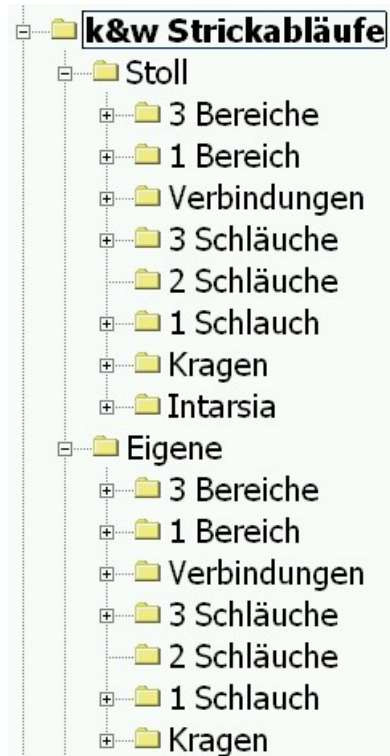 k&w Strickabläufe
Stoll
3 Bereiche
1 Bereich
Verbindungen
3 Schläuche
2 Schläuche
1 Schlauch
Kragen
Intarsia
Eigene
3 Bereiche
1 Bereich
Verbindungen
3 Schläuche
2 Schläuche
1 Schlauch
Kragen